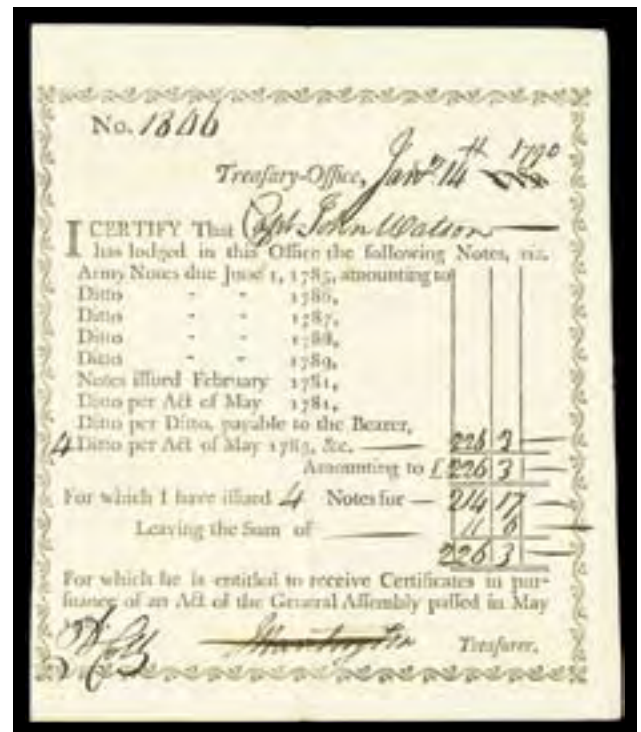 No. 1846
Treasury-Office, Janr. 14th 1790
I CERTIFY That Capt John Watson
has lodged in this Office the following Notes, viz.
Army Notes due June 1, 1785, amounting to
Ditto - - 1786,
Ditto - - 1787,
Ditto - - 1788,
Ditto - - 1789,
Notes issued February 1781,
Ditto per Act of May 1781,
Ditto per Ditto, payable to the Bearer,
4 Ditto per Act of May 1783, &c. — 226 3 —
Amounting to £ 226 3 —
For which I have issued 4 Notes for — 214 17 —
Leaving the Sum of — 11 6 —
226 3 —
For which he is entitled to receive Certificates in pur-
suance of an Act of the General Assembly passed in May
Treasurer.